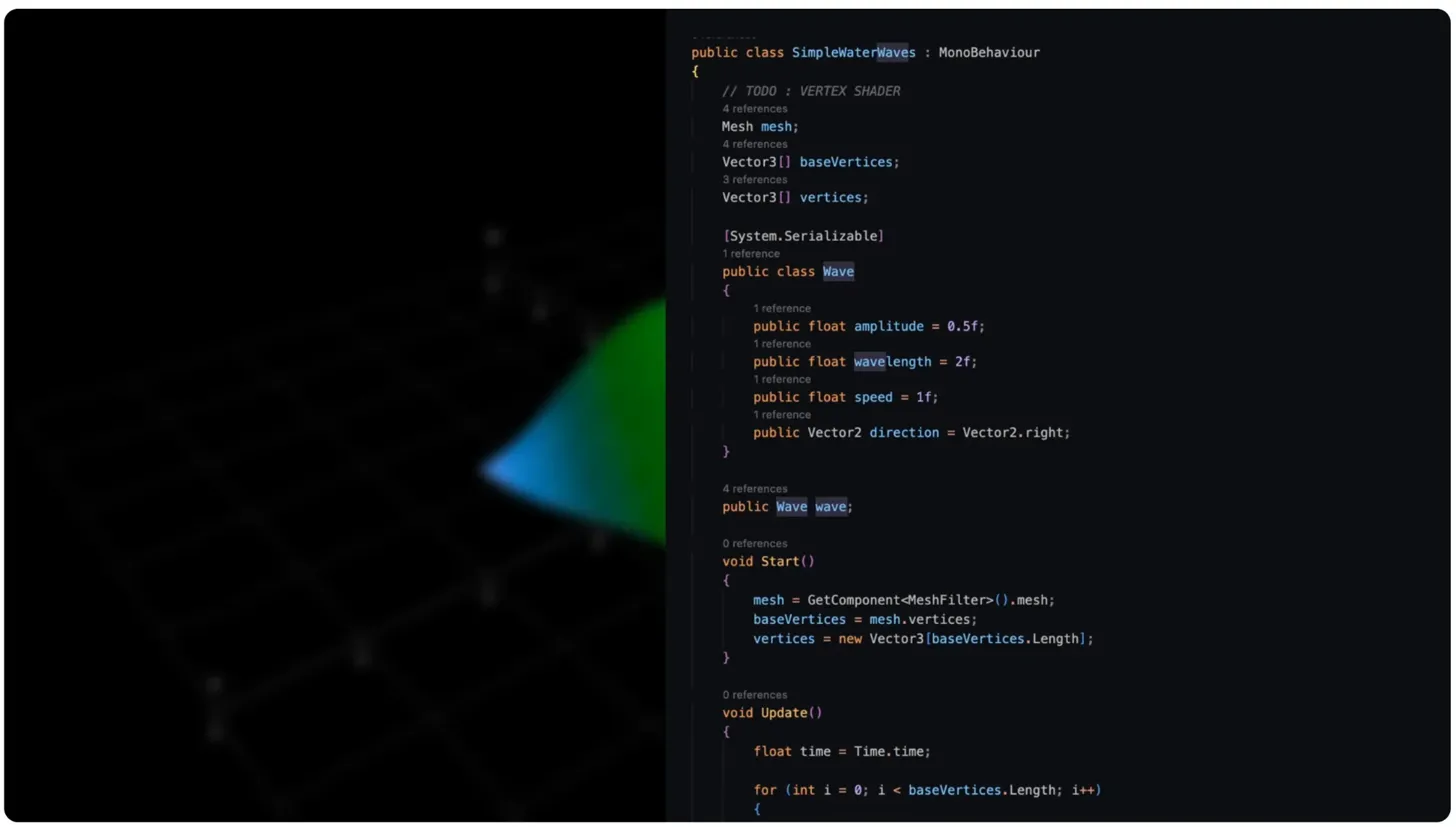 public class SimpleWaterWaves : MonoBehaviour
{
// TODO : VERTEX SHADER
4 references
Mesh mesh;
4 references
Vector3[] baseVertices;
3 references
Vector3[] vertices;
[System.Serializable]
1 reference
public class Wave
{
1 reference
public float amplitude = 0.5f;
1 reference
public float wavelength = 2f;
1 reference
public float speed = 1f;
1 reference
public Vector2 direction = Vector2.right;
}
4 references
public Wave wave;
0 references
void Start()
{
mesh = GetComponent<MeshFilter>().mesh;
baseVertices = mesh.vertices;
vertices = new Vector3[baseVertices.Length];
}
0 references
void Update()
{
float time = Time.time;
for (int i = 0; i < baseVertices.Length; i++)
{